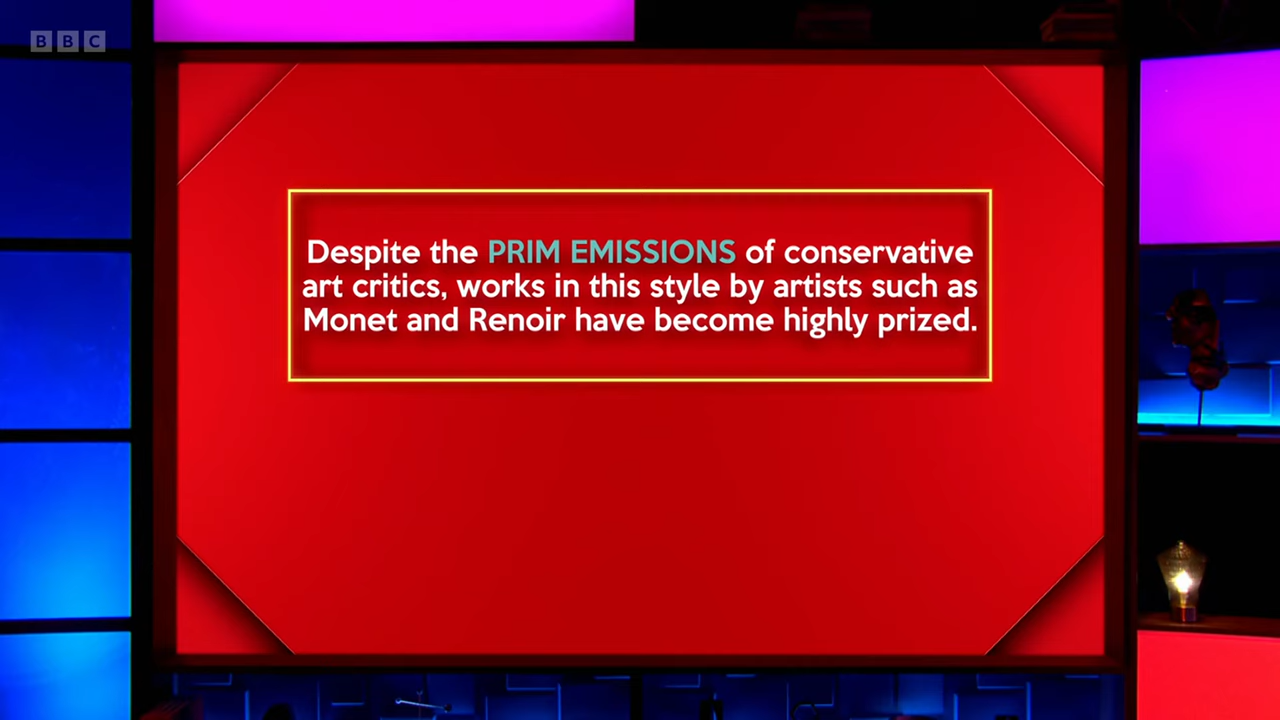 BBC
Despite the PRIM EMISSIONS of conservative
art critics, works in this style by artists such as
Monet and Renoir have become highly prized.